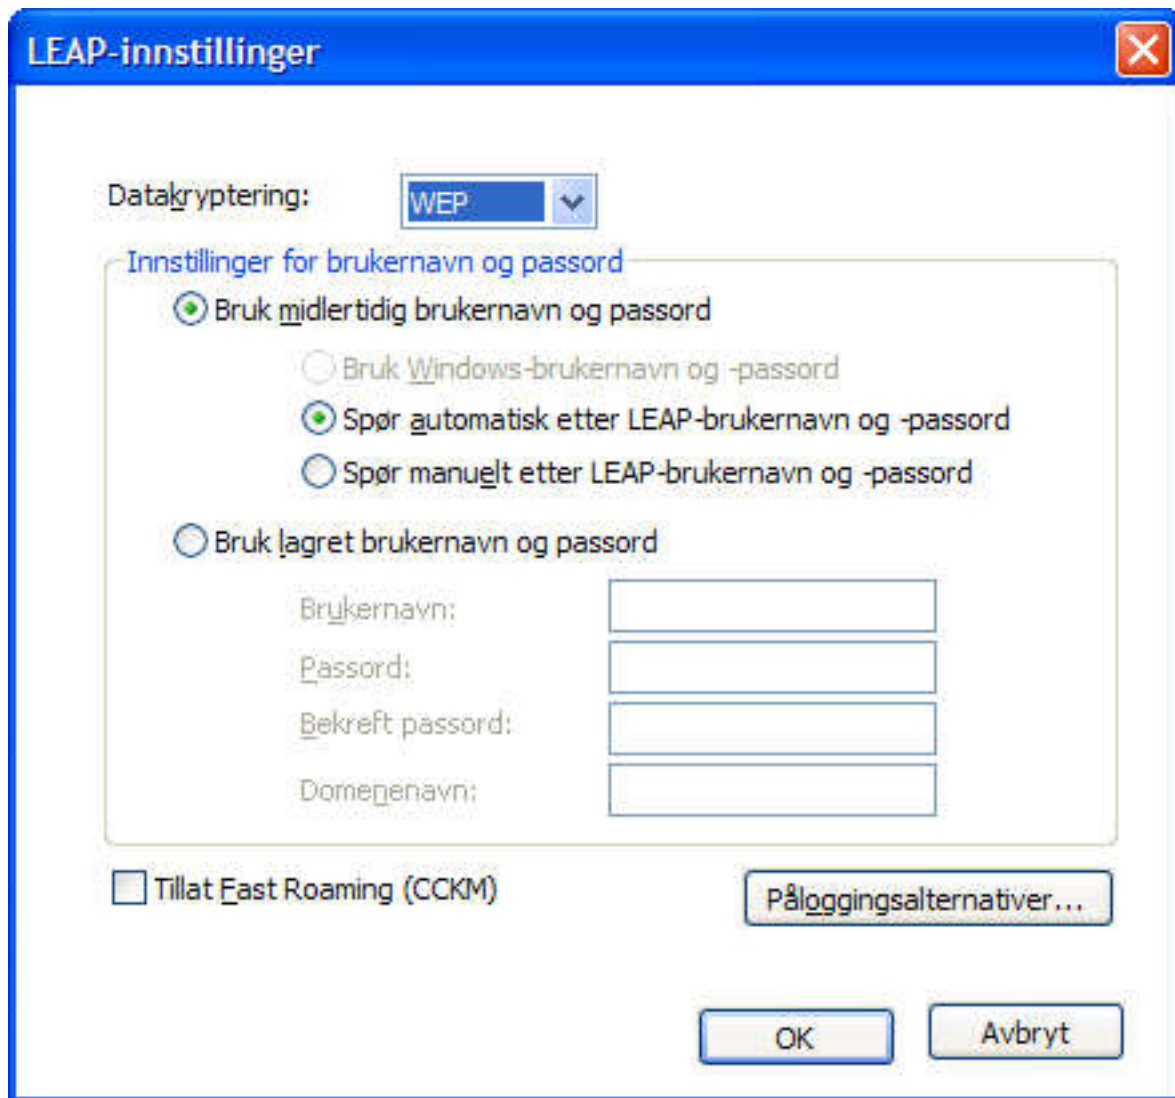 LEAP-innstillinger
Datakryptering: WEP
Innstillinger for brukernavn og passord
Bruk midlertidig brukernavn og passord
Bruk Windows-brukernavn og -passord
Spør automatisk etter LEAP-brukernavn og -passord
Spør manuelt etter LEAP-brukernavn og -passord
Bruk lagret brukernavn og passord
Brukernavn:
Passord:
Bekreft passord:
Domenenavn:
Tillat Fast Roaming (CCKM)
Påloggingsalternativer...
OK
Avbryt